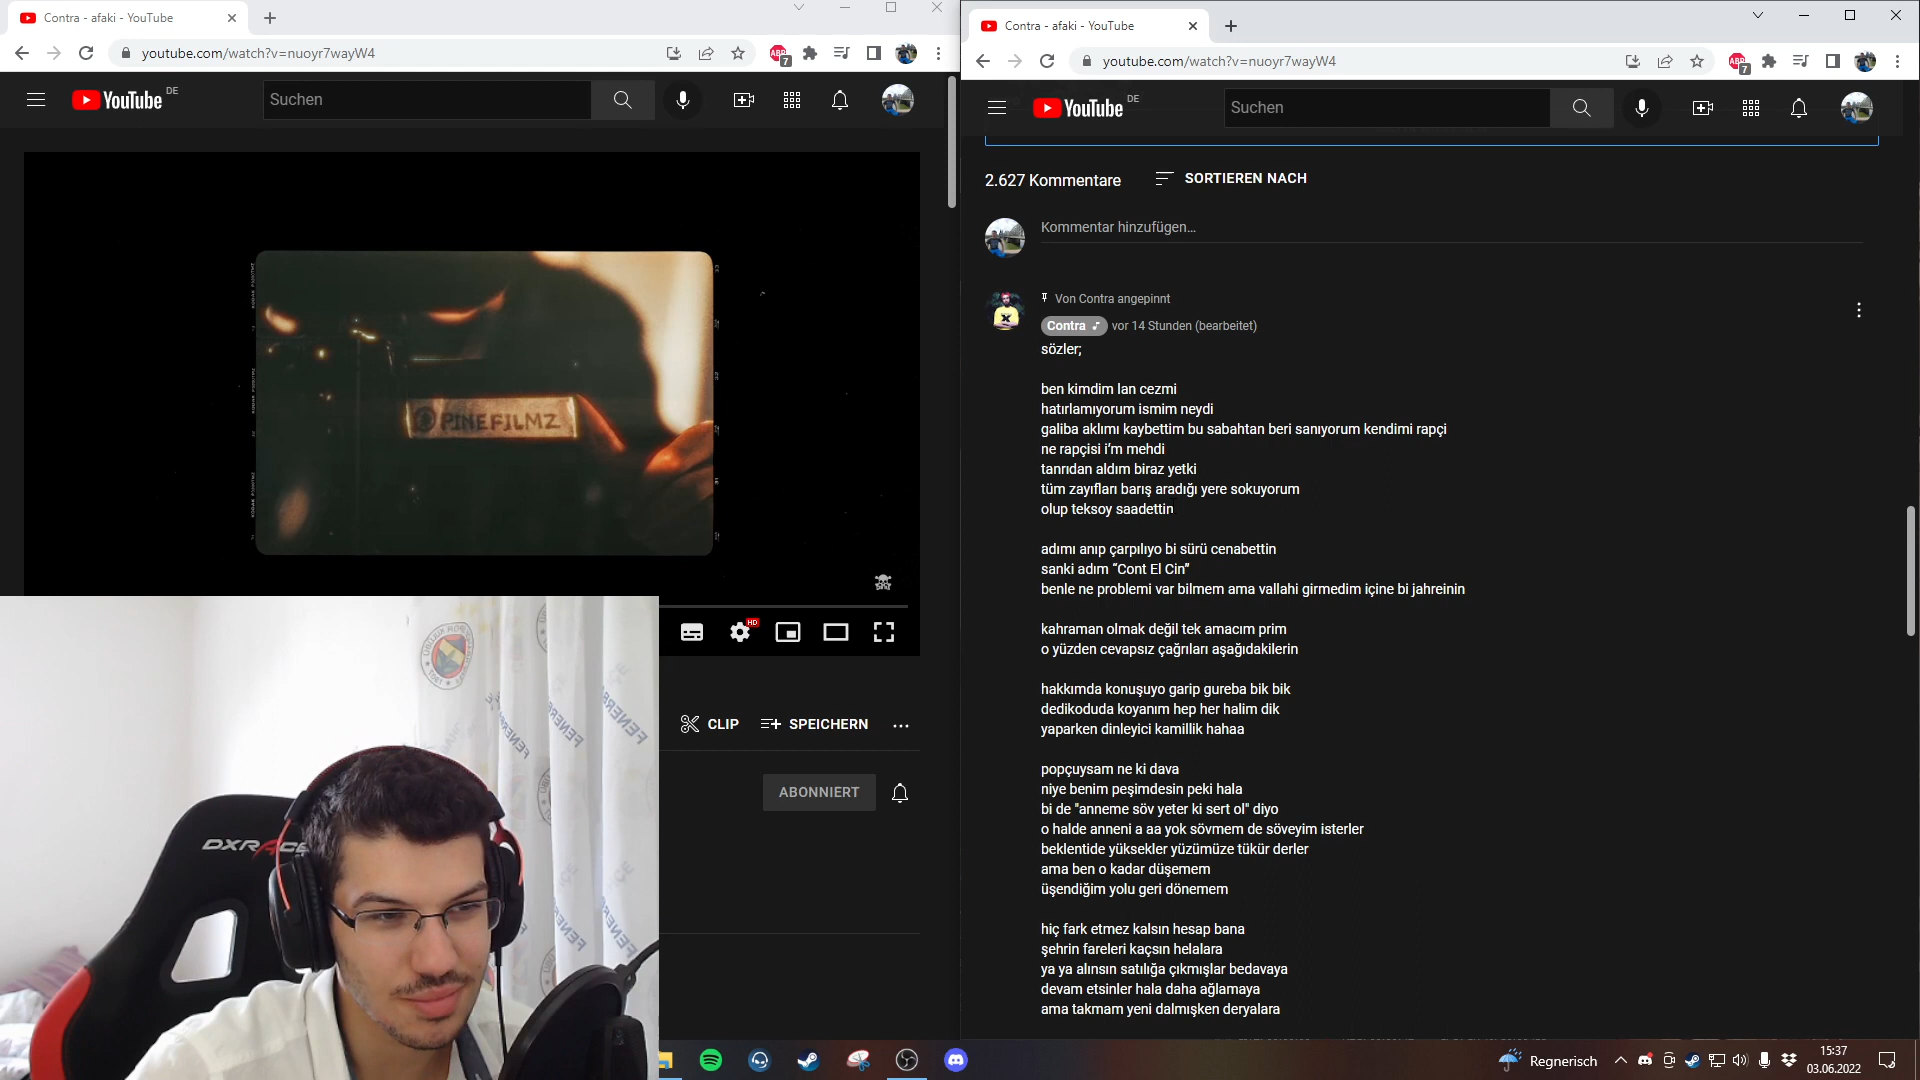 Contra - afaki - YouTube
youtube.com/watch?v=nuoyr7wayW4
ABP
7
YouTube DE
Suchen
PINEFILMZ
HD
CLIP
SPEICHERN
ABONNIERT
DXRACE
Contra - afaki - YouTube
youtube.com/watch?v=nuoyr7wayW4
ABP
7
YouTube DE
Suchen
2.627 Kommentare
SORTIEREN NACH
Kommentar hinzufügen...
Von Contra angepinnt
Contra vor 14 Stunden (bearbeitet)
sözler;
ben kimdim lan cezmi
hatırlamıyorum ismim neydi
galiba aklımı kaybettim bu sabahtan beri sanıyorum kendimi rapçi
ne rapçisi i’m mehdi
tanrıdan aldım biraz yetki
tüm zayıfları barış aradığı yere sokuyorum
olup teksoy saadettin
adımı anıp çarpılıyo bi sürü cenabettin
sanki adım “Cont El Cin”
benle ne problemi var bilmem ama vallahi girmedim içine bi jahreinin
kahraman olmak değil tek amacım prim
o yüzden cevapsız çağrıları aşağıdakilerin
hakkımda konuşuyo garip gureba bik bik
dedikoduda koyanım hep her halim dik
yaparken dinleyici kamillik hahaa
popçuysam ne ki dava
niye benim peşimdesin peki hala
bi de "anneme söv yeter ki sert ol" diyo
o halde anneni a aa yok sövmem de söveyim isterler
beklentide yüksekler yüzümüze tükür derler
ama ben o kadar düşemem
üşendiğim yolu geri dönemem
hiç fark etmez kalsın hesap bana
şehrin fareleri kaçsın helalara
ya ya alınsın satılığa çıkmışlar bedavaya
devam etsinler hala daha ağlamaya
ama takmam yeni dalmışken deryalara
Regnerisch
15:37
03.06.2022